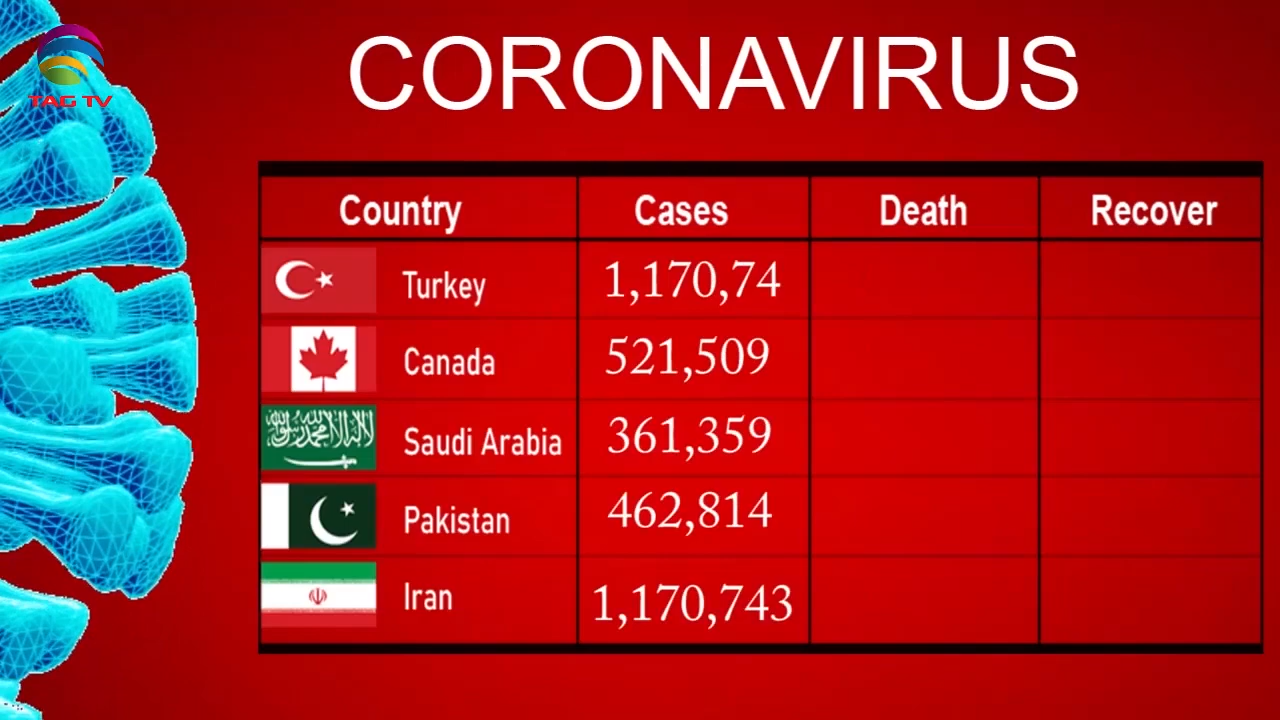 TAG TV
CORONAVIRUS
Country Cases Death Recover
Turkey 1,170,74
Canada 521,509
Saudi Arabia 361,359
Pakistan 462,814
Iran 1,170,743